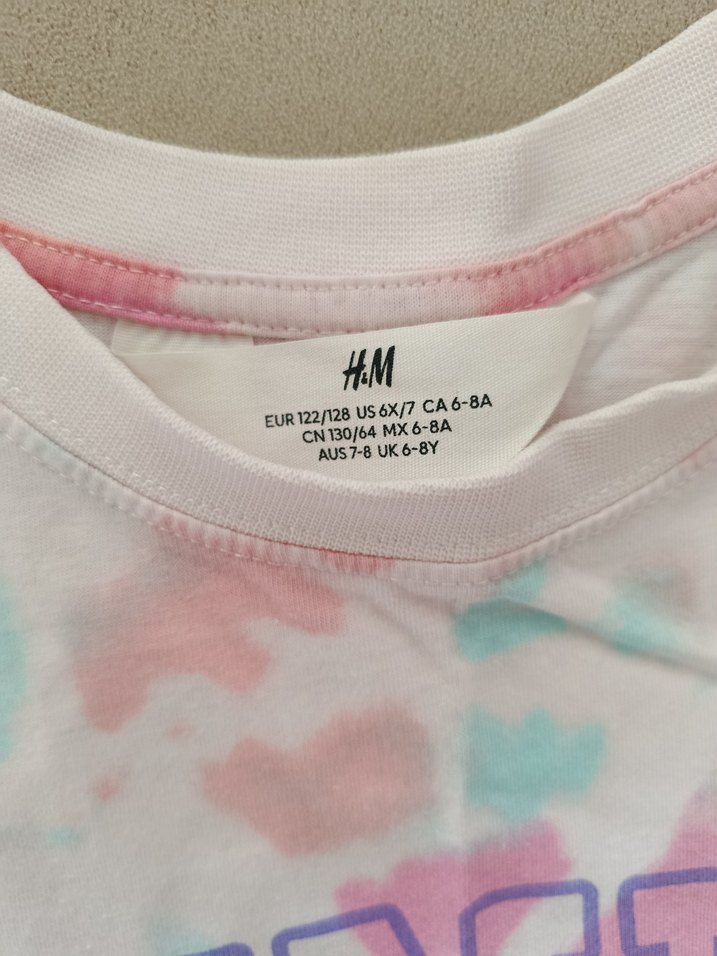 H&M
EUR 122/128 US 6X/7 CA 6-8A
CN 130/64 MX 6-8A
AUS 7-8 UK 6-8Y